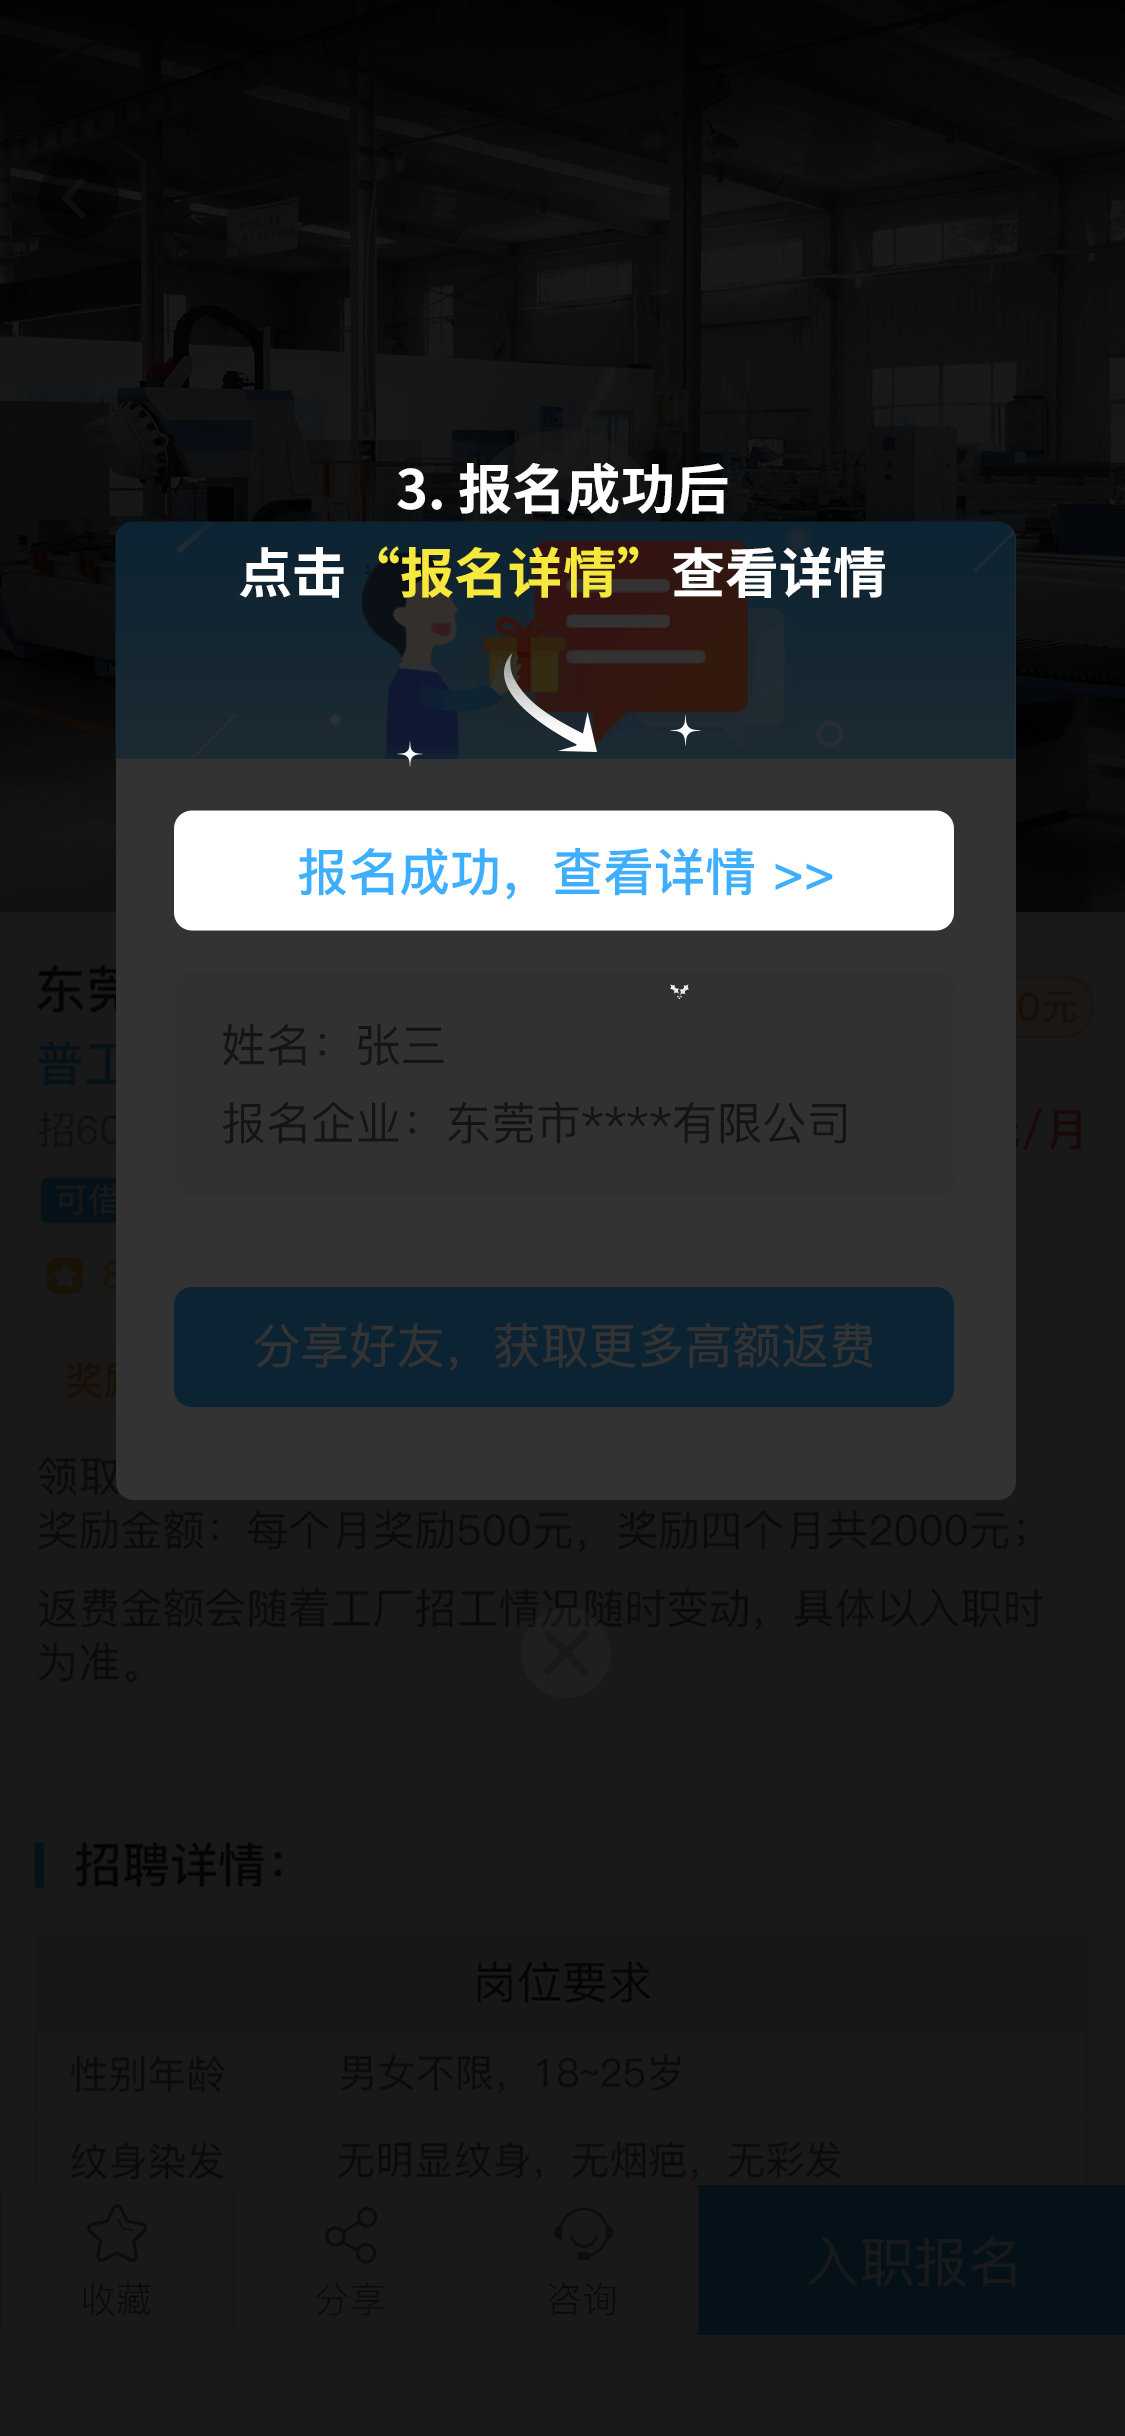 3. 报名成功后
点击“报名详情”查看详情
报名成功，查看详情 >>
东莞
0元
普工
姓名：张三
招60
/月
报名企业：东莞市****有限公司
可借
8
分享好友，获取更多高额返费
奖励
领取
奖励金额：每个月奖励500元，奖励四个月共2000元；
返费金额会随着工厂招工情况随时变动，具体以入职时
为准。
招聘详情：
岗位要求
性别年龄 男女不限，18~25岁
纹身染发 无明显纹身，无烟疤，无彩发
收藏 分享 咨询 入职报名